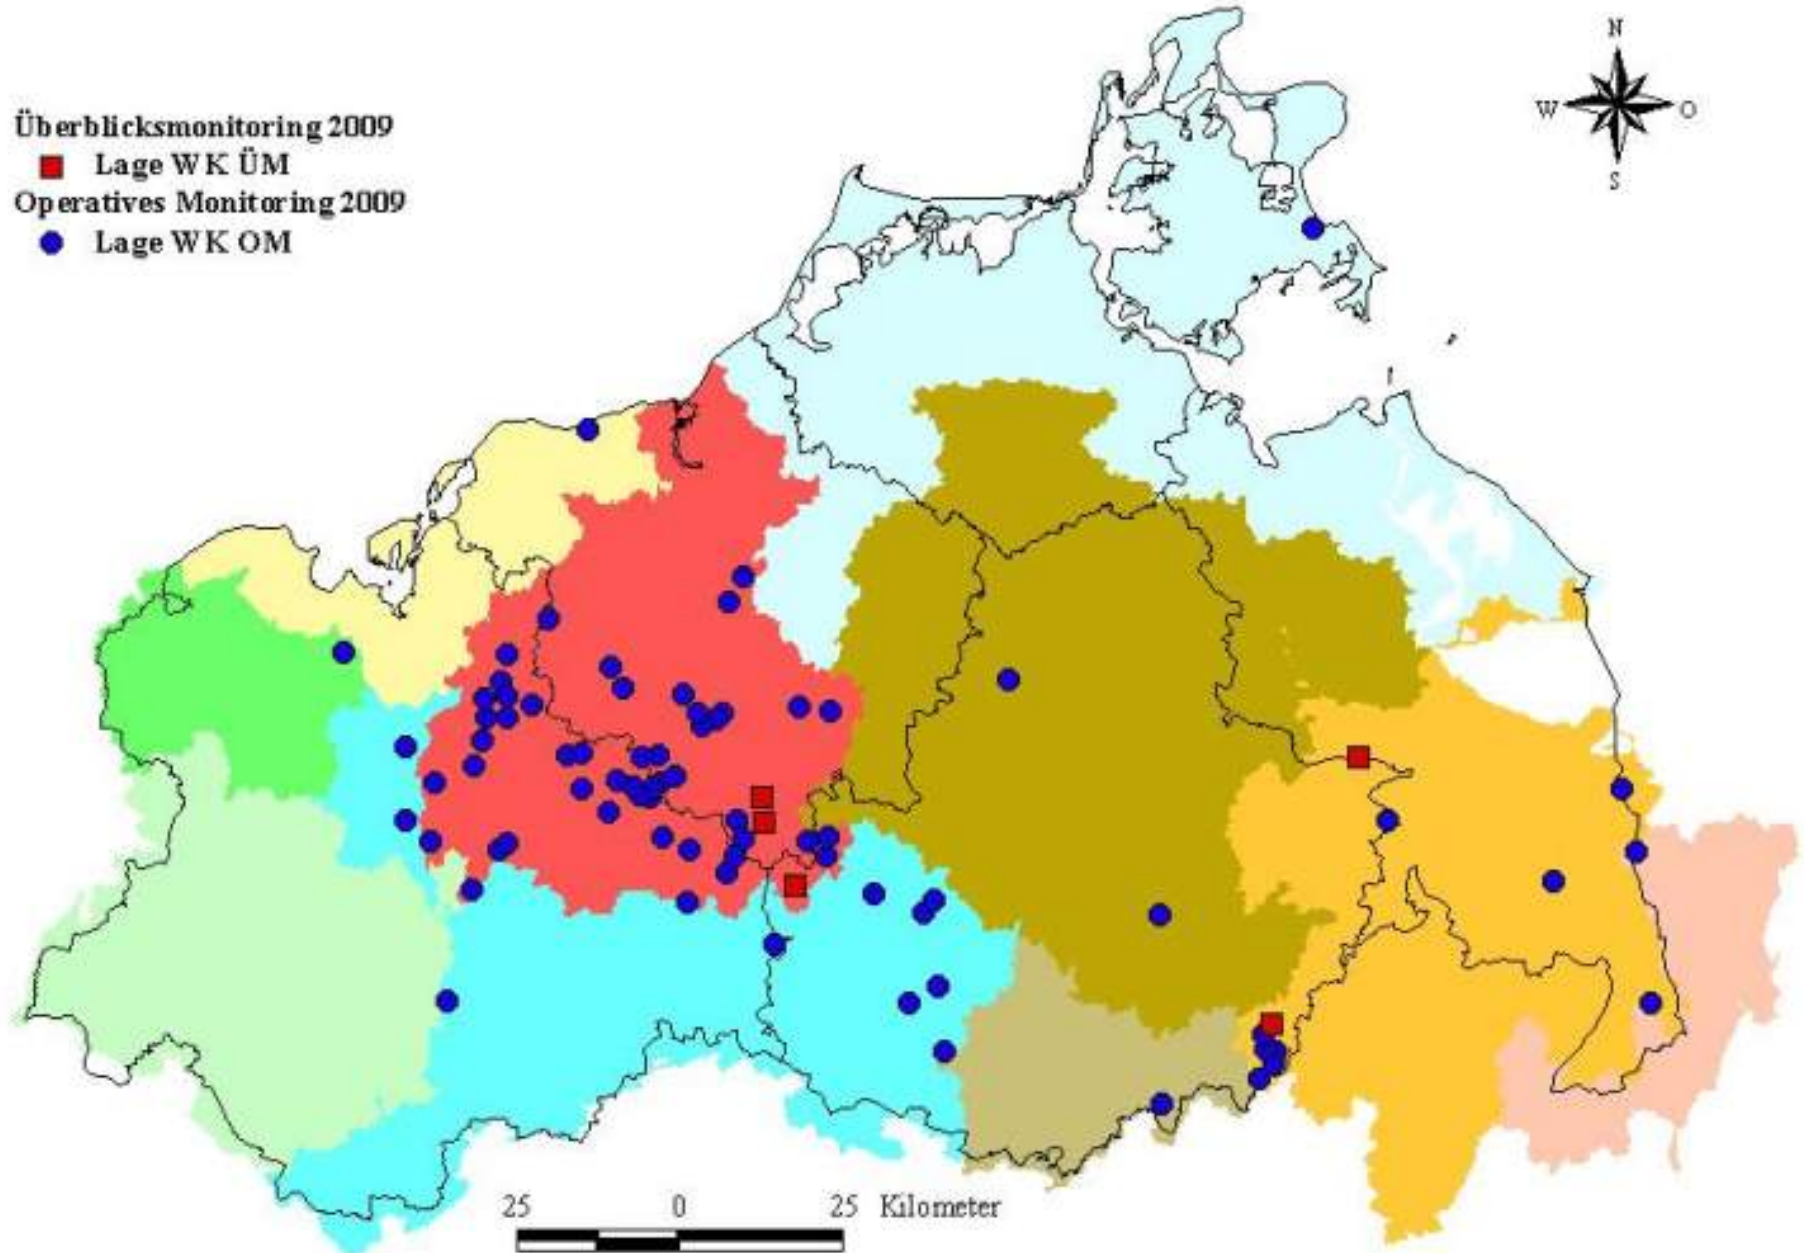 N
W O
S
Überblicksmonitoring 2009
Lage WK ÜM
Operatives Monitoring 2009
Lage WK OM
25 0 25 Kilometer